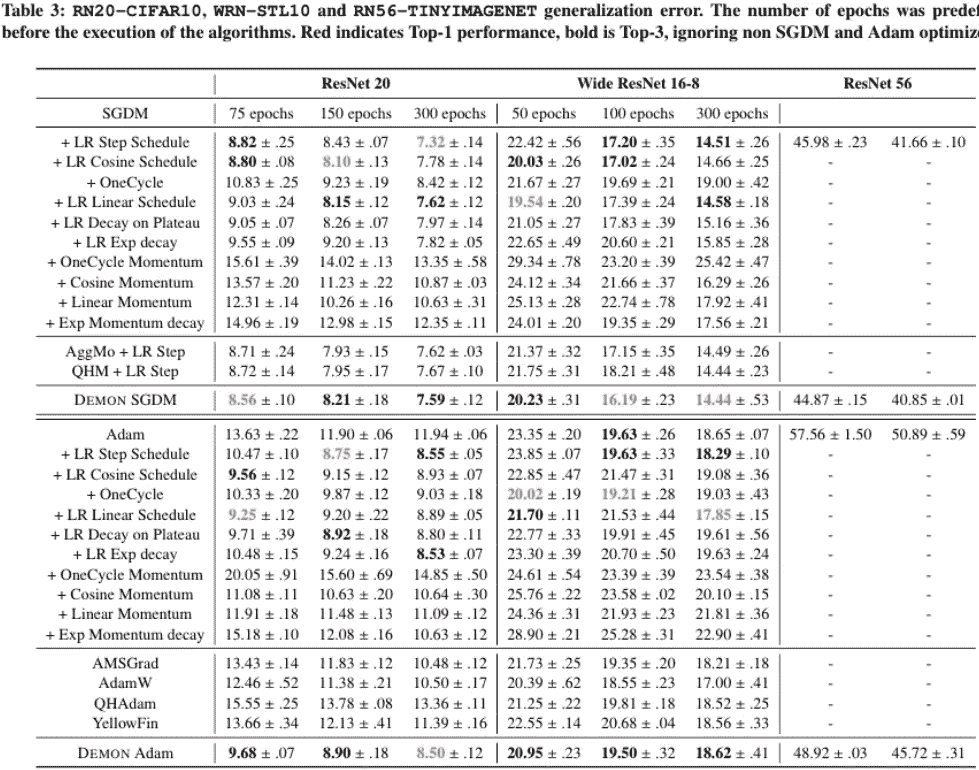 Table 3: RN20-CIFAR10, WRN-STL10 and RN56-TINYIMAGENET generalization error. The number of epochs was predef
before the execution of the algorithms. Red indicates Top-1 performance, bold is Top-3, ignoring non SGDM and Adam optimize
ResNet 20 Wide ResNet 16-8 ResNet 56
SGDM 75 epochs 150 epochs 300 epochs 50 epochs 100 epochs 300 epochs
+ LR Step Schedule 8.82 ± .25 8.43 ± .07 7.32 ± .14 22.42 ± .56 17.20 ± .35 14.51 ± .26 45.98 ± .23 41.66 ± .10
+ LR Cosine Schedule 8.80 ± .08 8.10 ± .13 7.78 ± .14 20.03 ± .26 17.02 ± .24 14.66 ± .25 - -
+ OneCycle 10.83 ± .25 9.23 ± .19 8.42 ± .12 21.67 ± .27 19.69 ± .21 19.00 ± .42 - -
+ LR Linear Schedule 9.03 ± .24 8.15 ± .12 7.62 ± .12 19.54 ± .20 17.39 ± .24 14.58 ± .18 - -
+ LR Decay on Plateau 9.05 ± .07 8.26 ± .07 7.97 ± .14 21.05 ± .27 17.83 ± .39 15.16 ± .36 - -
+ LR Exp decay 9.55 ± .09 9.20 ± .13 7.82 ± .05 22.65 ± .49 20.60 ± .21 15.85 ± .28 - -
+ OneCycle Momentum 15.61 ± .39 14.02 ± .13 13.35 ± .58 29.34 ± .78 23.20 ± .39 25.42 ± .47 - -
+ Cosine Momentum 13.57 ± .20 11.23 ± .22 10.87 ± .03 24.12 ± .34 21.66 ± .37 16.29 ± .26 - -
+ Linear Momentum 12.31 ± .14 10.26 ± .16 10.63 ± .31 25.13 ± .28 22.74 ± .78 17.92 ± .41 - -
+ Exp Momentum decay 14.96 ± .19 12.98 ± .15 12.35 ± .11 24.01 ± .20 19.35 ± .29 17.56 ± .21 - -
AggMo + LR Step 8.71 ± .24 7.93 ± .15 7.62 ± .03 21.37 ± .32 17.15 ± .35 14.49 ± .26 - -
QHM + LR Step 8.72 ± .14 7.95 ± .17 7.67 ± .10 21.75 ± .31 18.21 ± .48 14.44 ± .23 - -
DEMON SGDM 8.56 ± .10 8.21 ± .18 7.59 ± .12 20.23 ± .31 16.19 ± .23 14.44 ± .53 44.87 ± .15 40.85 ± .01
Adam 13.63 ± .22 11.90 ± .06 11.94 ± .06 23.35 ± .20 19.63 ± .26 18.65 ± .07 57.56 ± 1.50 50.89 ± .59
+ LR Step Schedule 10.47 ± .10 8.75 ± .17 8.55 ± .05 23.85 ± .07 19.63 ± .33 18.29 ± .10 - -
+ LR Cosine Schedule 9.56 ± .12 9.15 ± .12 8.93 ± .07 22.85 ± .47 21.47 ± .31 19.08 ± .36 - -
+ OneCycle 10.33 ± .20 9.87 ± .12 9.03 ± .18 20.02 ± .19 19.21 ± .28 19.03 ± .43 - -
+ LR Linear Schedule 9.25 ± .12 9.20 ± .22 8.89 ± .05 21.70 ± .11 21.53 ± .44 17.85 ± .15 - -
+ LR Decay on Plateau 9.71 ± .39 8.92 ± .18 8.80 ± .11 22.77 ± .33 19.91 ± .45 19.61 ± .56 - -
+ LR Exp decay 10.48 ± .15 9.24 ± .16 8.53 ± .07 23.30 ± .39 20.70 ± .50 19.63 ± .24 - -
+ OneCycle Momentum 20.05 ± .91 15.60 ± .69 14.85 ± .50 24.61 ± .54 23.39 ± .39 23.54 ± .38 - -
+ Cosine Momentum 11.08 ± .11 10.63 ± .20 10.64 ± .30 25.76 ± .22 23.58 ± .02 20.10 ± .15 - -
+ Linear Momentum 11.91 ± .18 11.48 ± .13 11.09 ± .12 24.36 ± .31 21.93 ± .23 21.81 ± .36 - -
+ Exp Momentum decay 15.18 ± .10 12.08 ± .16 10.63 ± .12 28.90 ± .21 25.28 ± .31 22.90 ± .41 - -
AMSGrad 13.43 ± .14 11.83 ± .12 10.48 ± .12 21.73 ± .25 19.35 ± .20 18.21 ± .18 - -
AdamW 12.46 ± .52 11.38 ± .21 10.50 ± .17 20.39 ± .62 18.55 ± .23 17.00 ± .41 - -
QHAdam 15.55 ± .25 13.78 ± .08 13.36 ± .11 21.25 ± .22 19.81 ± .18 18.52 ± .25 - -
YellowFin 13.66 ± .34 12.13 ± .41 11.39 ± .16 22.55 ± .14 20.68 ± .04 18.56 ± .33 - -
DEMON Adam 9.68 ± .07 8.90 ± .18 8.50 ± .12 20.95 ± .23 19.50 ± .32 18.62 ± .41 48.92 ± .03 45.72 ± .31